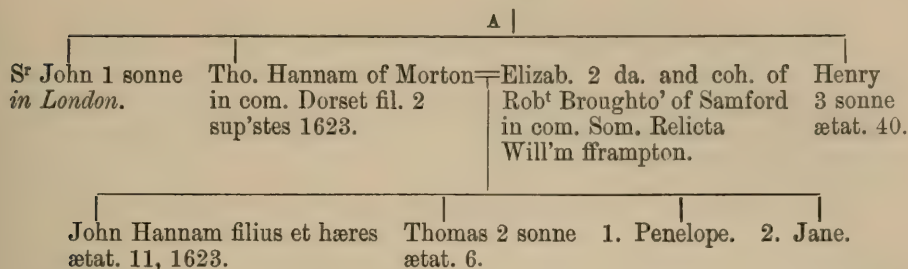 A
Sʳ John 1 sonne
in London.
Tho. Hannam of Morton
in com. Dorset fil. 2
sup'stes 1623.
Elizab. 2 da. and coh. of
Robᵗ Broughto' of Samford
in com. Som. Relicta
Will'm fframpton.
Henry
3 sonne
ætat. 40.
John Hannam filius et hæres
ætat. 11, 1623.
Thomas 2 sonne
ætat. 6.
1. Penelope.
2. Jane.